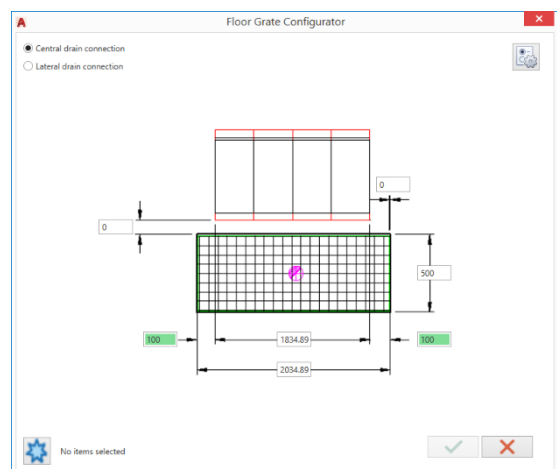 Floor Grate Configurator
Central drain connection
Lateral drain connection
0
0
500
100
1834.89
100
2034.89
No items selected